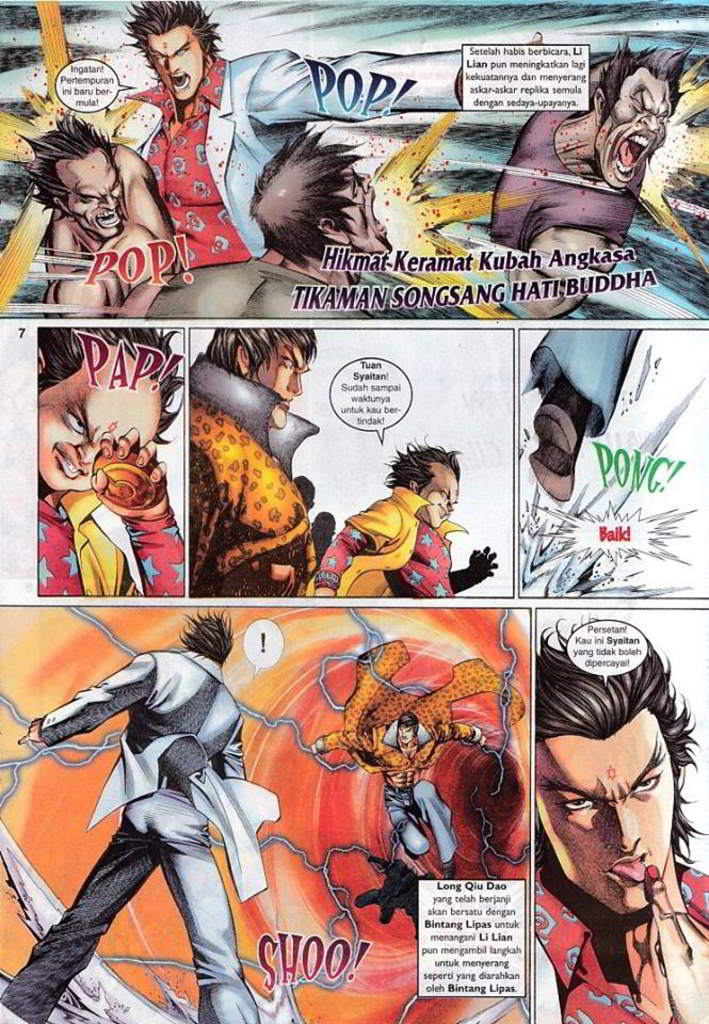 Ingatan!
Pertempuran
ini baru ber-
mula!
POP!
Setelah habis berbicara, Li
Lian pun meningkatkan lagi
kekuatannya dan menyerang
askar-askar replika semula
dengan sedaya-upayanya.
POP!
Hikmat Keramat Kubah Angkasa
TIKAMAN SONGSANG HATI BUDDHA
7
PAP!
Tuan
Syaitan!
Sudah sampai
waktunya
untuk kau ber-
tindak!
PONG!
Baik!
!
SHOO!
Long Qiu Dao
yang telah berjanji
akan bersatu dengan
Bintang Lipas untuk
menangani Li Lian
pun mengambil langkah
untuk menyerang
seperti yang diarahkan
oleh Bintang Lipas.
Persetan!
Kau ini Syaitan
yang tidak boleh
dipercayai!